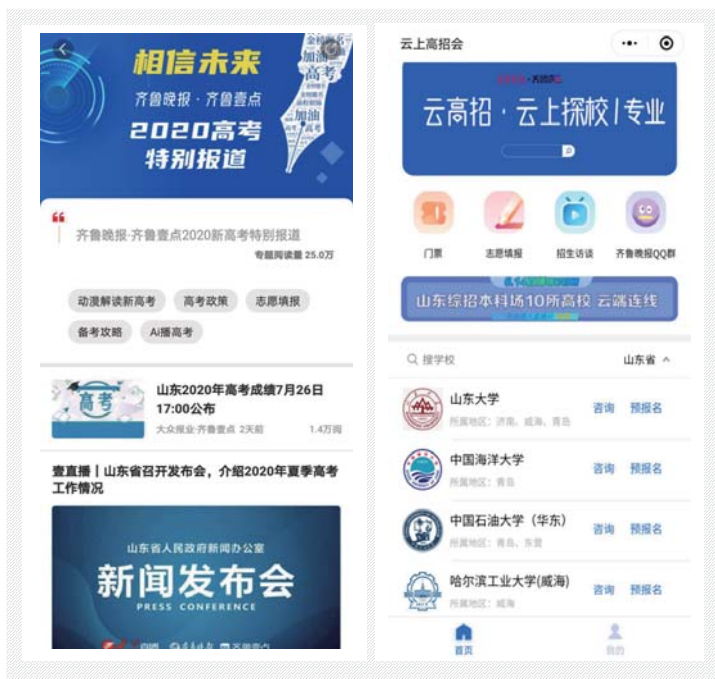 相信未来
齐鲁晚报·齐鲁壹点
2020高考
特别报道
金榜题名
加油
高考
加油
高考
齐鲁晚报·齐鲁壹点2020新高考特别报道
专题阅读量 25.0万
动漫解读新高考 高考政策 志愿填报
备考攻略 Ai播高考
高考
山东2020年高考成绩7月26日
17:00公布
大众报业·齐鲁壹点 2天前 1.4万阅
壹直播丨山东省召开发布会，介绍2020年夏季高考
工作情况
山东省人民政府新闻办公室
新闻发布会
PRESS CONFERENCE
云上高招会
云高招·云上探校|专业
门票 志愿填报 招生访谈 齐鲁晚报QQ群
山东综招本科场10所高校 云端连线
搜学校 山东省
山东大学
所属地区：济南、威海、青岛
咨询 预报名
中国海洋大学
所属地区：青岛
咨询 预报名
中国石油大学（华东）
所属地区：青岛、东营
咨询 预报名
哈尔滨工业大学(威海)
所属地区：威海
咨询 预报名
首页 我的